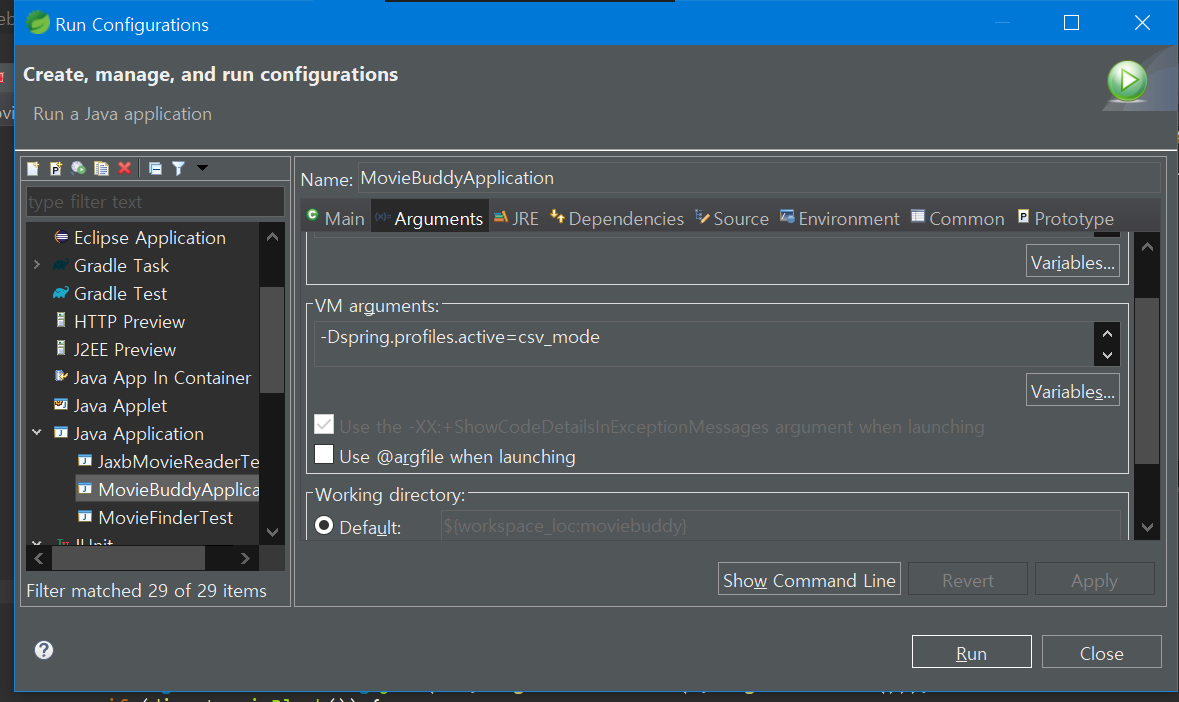 Run Configurations
Create, manage, and run configurations
Run a Java application
type filter text
Eclipse Application
Gradle Task
Gradle Test
HTTP Preview
J2EE Preview
Java App In Container
Java Applet
Java Application
JaxbMovieReaderTe
MovieBuddyApplica
MovieFinderTest
JUnit
Filter matched 29 of 29 items
Name: MovieBuddyApplication
Main Arguments JRE Dependencies Source Environment Common Prototype
Variables...
VM arguments:
-Dspring.profiles.active=csv_mode
Variables...
Use the -XX:+ShowCodeDetailsInExceptionMessages argument when launching
Use @argfile when launching
Working directory:
Default: ${workspace_loc:moviebuddy}
Show Command Line Revert Apply
Run Close